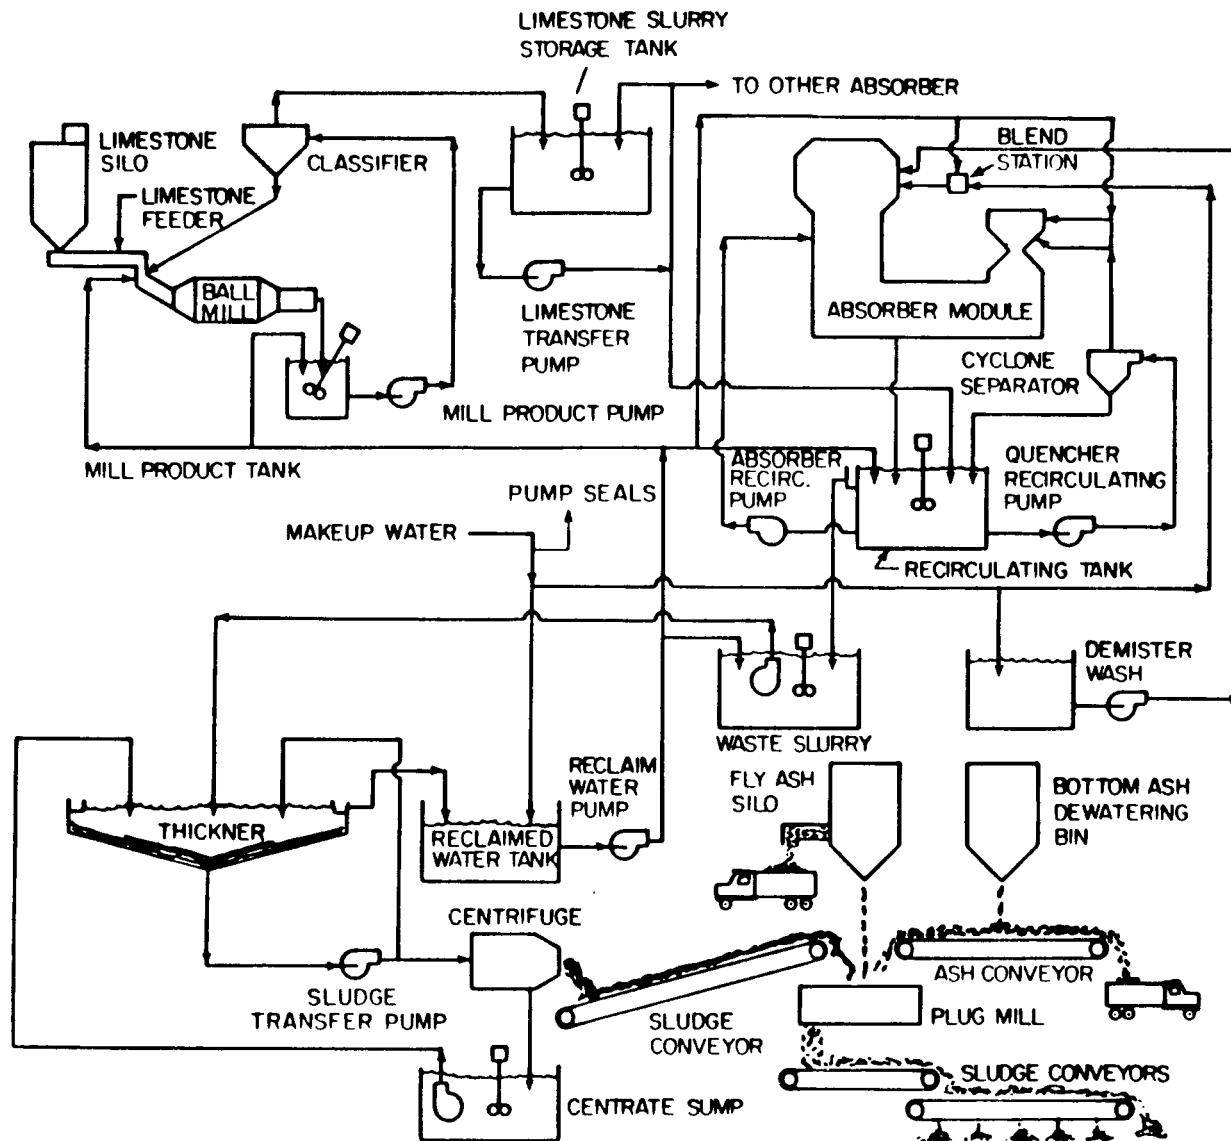 LIMESTONE SLURRY
STORAGE TANK
TO OTHER ABSORBER
LIMESTONE
SILO
CLASSIFIER
BLEND
STATION
LIMESTONE
FEEDER
BALL
MILL
LIMESTONE
TRANSFER
PUMP
ABSORBER MODULE
CYCLONE
SEPARATOR
MILL PRODUCT PUMP
MILL PRODUCT TANK
ABSORBER
RECIRC.
PUMP
QUENCHER
RECIRCULATING
PUMP
PUMP SEALS
MAKEUP WATER
RECIRCULATING TANK
DEMISTER
WASH
WASTE SLURRY
RECLAIM
WATER
PUMP
FLY ASH
SILO
BOTTOM ASH
DEWATERING
BIN
THICKNER
RECLAIMED
WATER TANK
CENTRIFUGE
ASH CONVEYOR
SLUDGE
TRANSFER PUMP
SLUDGE
CONVEYOR
PLUG MILL
SLUDGE CONVEYORS
CENTRATE SUMP